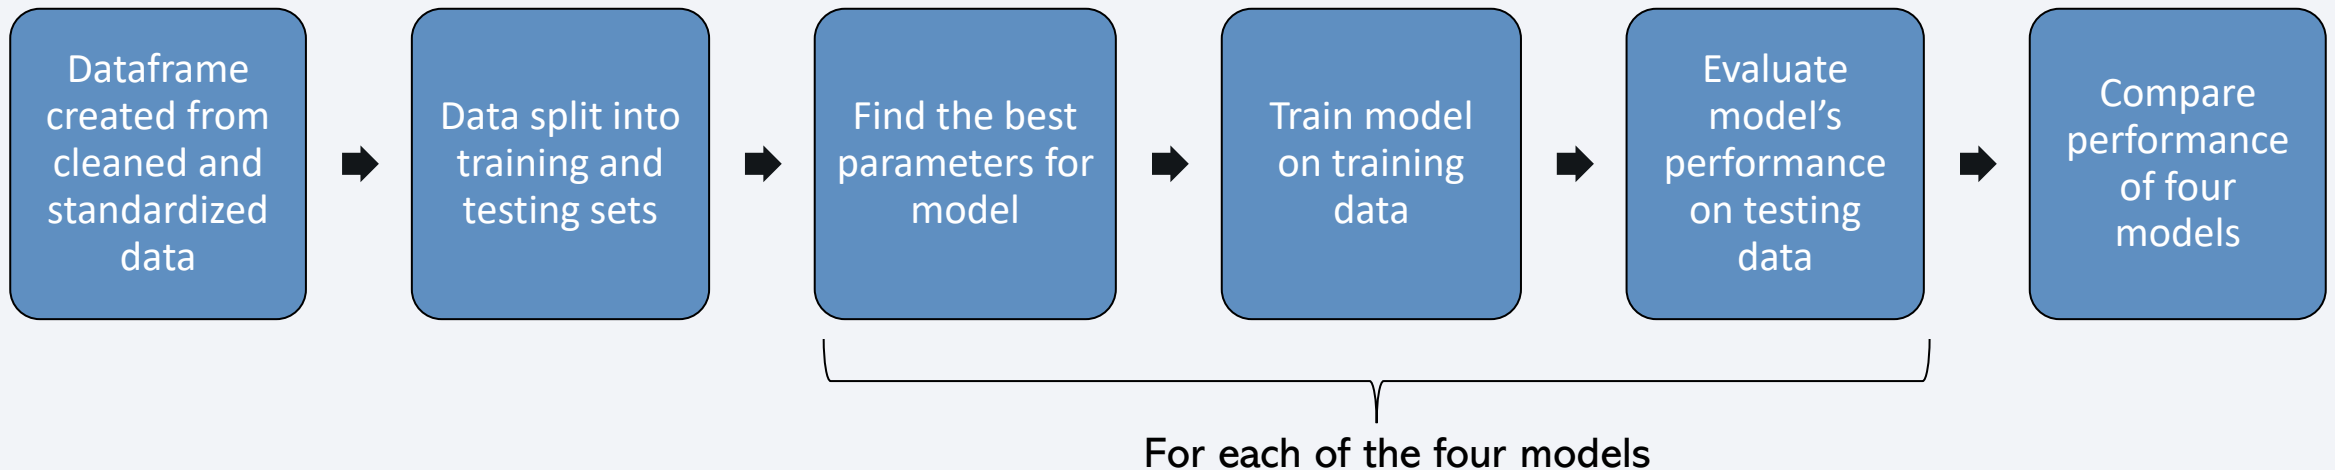 Dataframe
created from
cleaned and
standardized
data
Data split into
training and
testing sets
Find the best
parameters for
model
Train model
on training
data
Evaluate
model’s
performance
on testing
data
Compare
performance
of four
models
For each of the four models